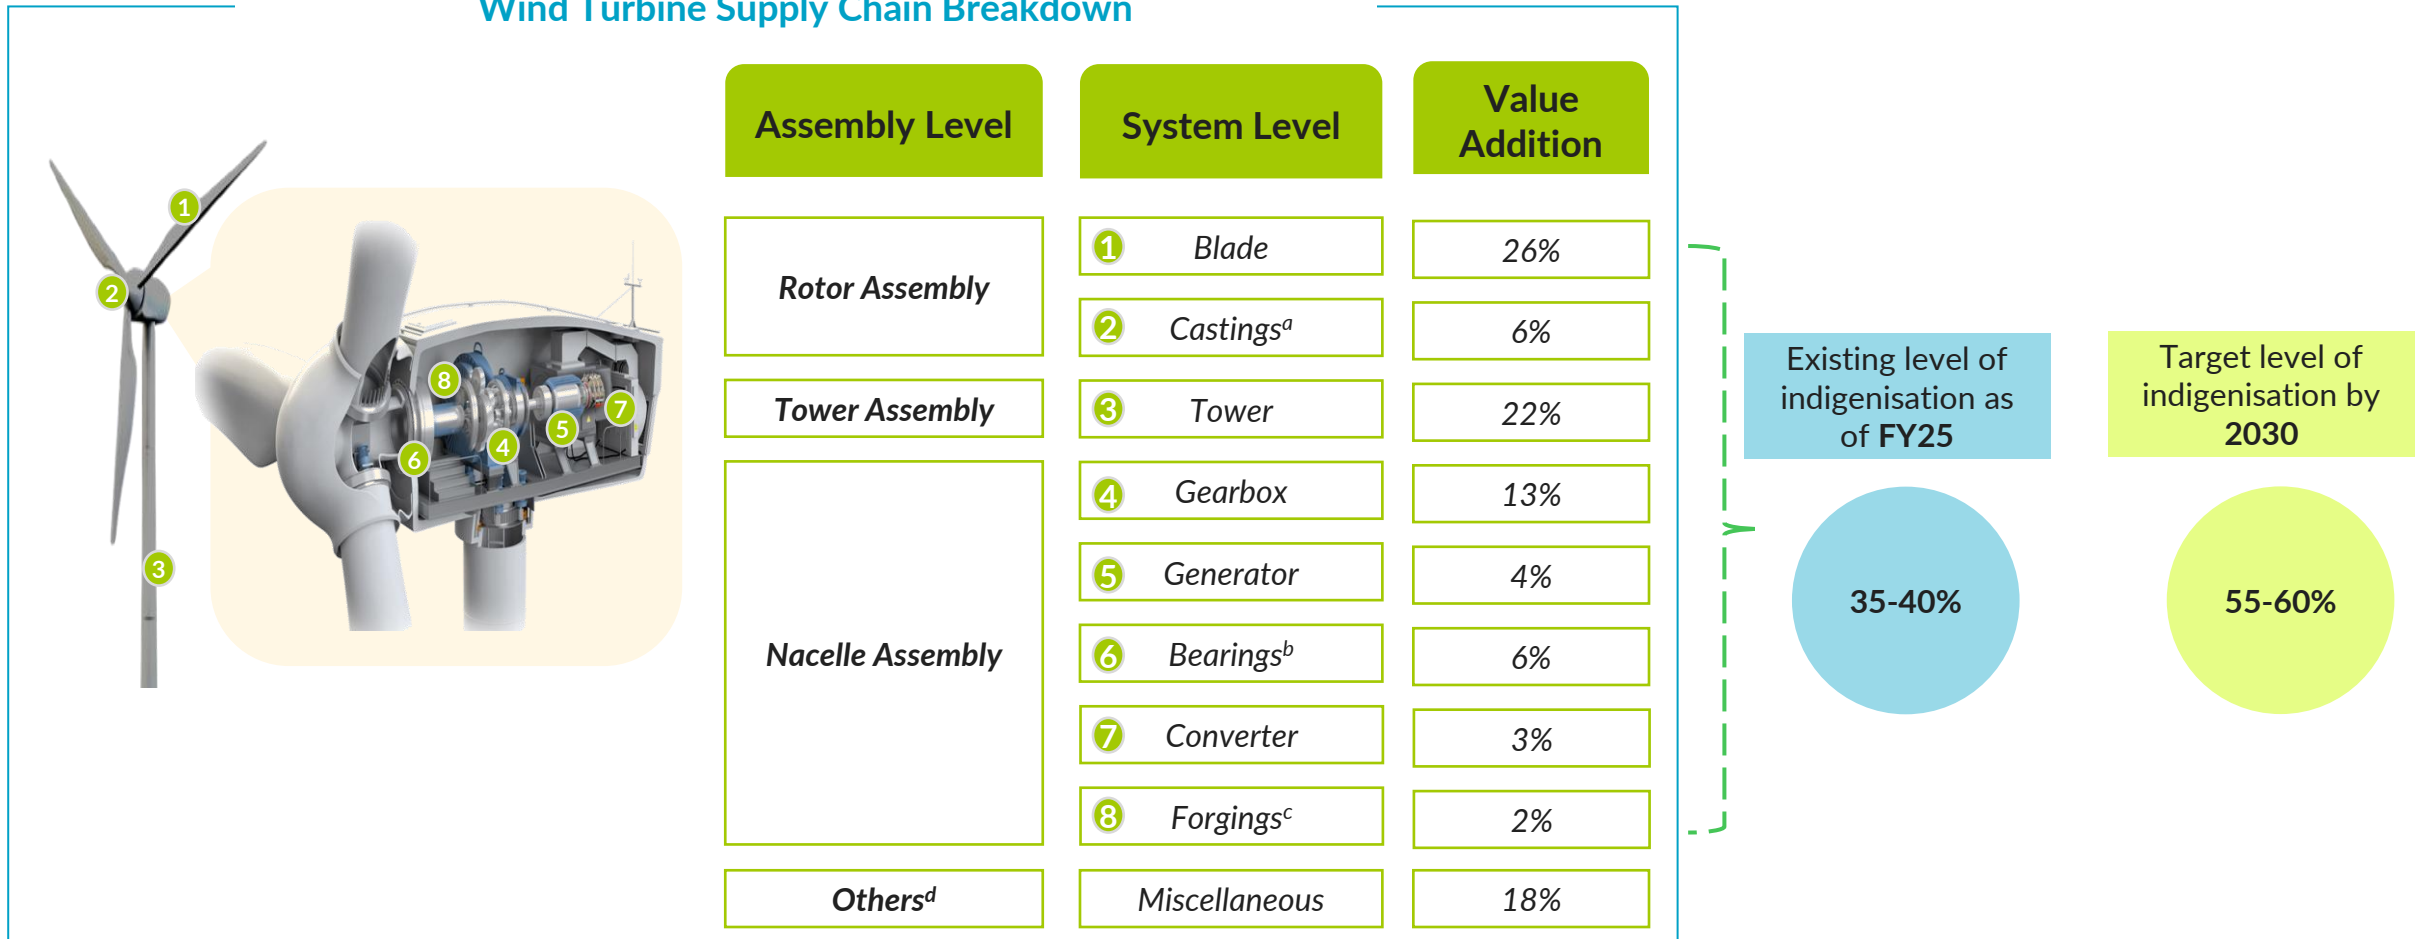 Wind Turbine Supply Chain Breakdown
Assembly Level
System Level
Value
Addition
1
2
3
8
7
5
4
6
Rotor Assembly
1 Blade
26%
2 Castingsᵃ
6%
Tower Assembly
3 Tower
22%
Nacelle Assembly
4 Gearbox
13%
5 Generator
4%
6 Bearingsᵇ
6%
7 Converter
3%
8 Forgingsᶜ
2%
Othersᵈ
Miscellaneous
18%
Existing level of
indigenisation as
of FY25
35-40%
Target level of
indigenisation by
2030
55-60%